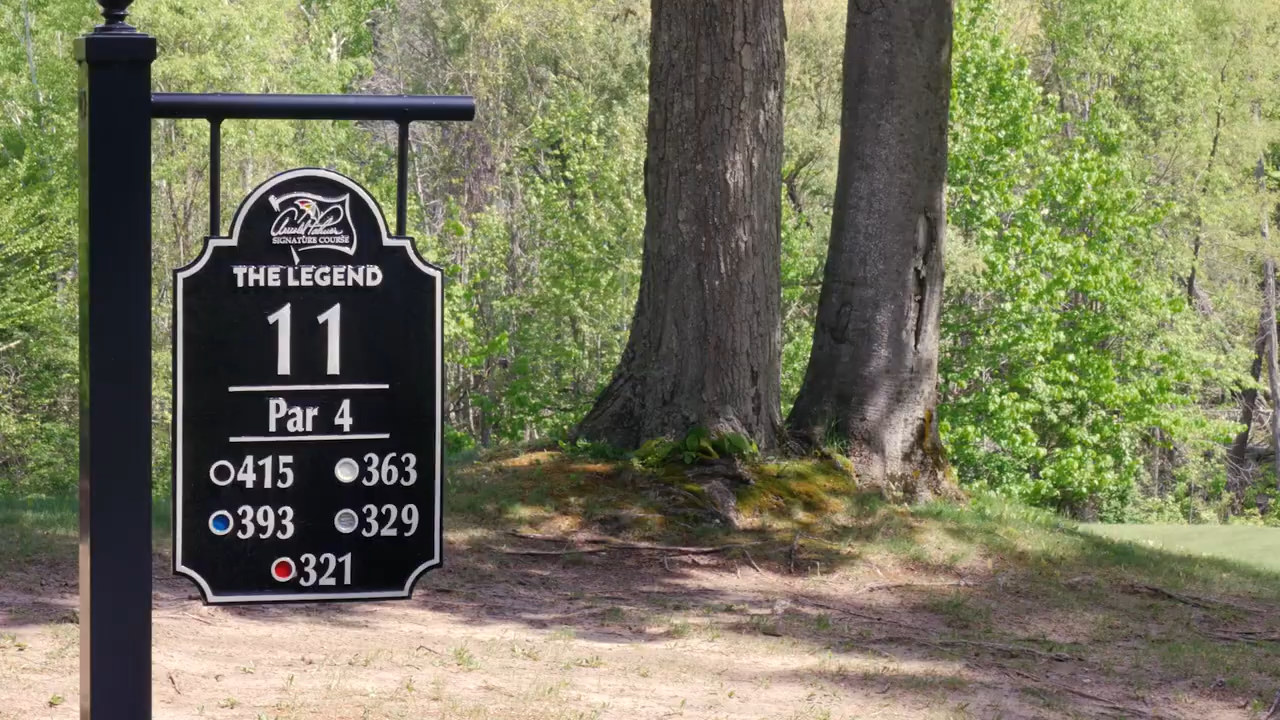 Arnold Palmer
SIGNATURE COURSE
THE LEGEND
11
Par 4
415 363
393 329
321